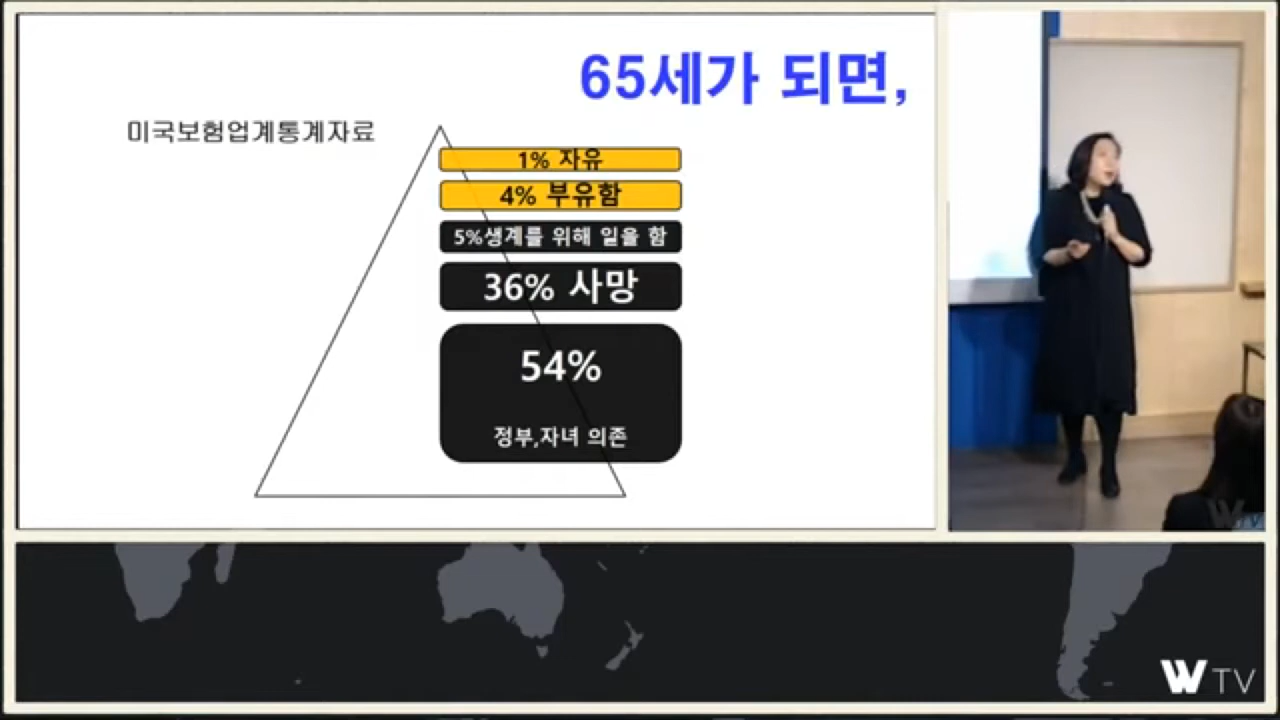 65세가 되면,
미국보험업계통계자료
1% 자유
4% 부유함
5%생계를 위해 일을 함
36% 사망
54%
정부,자녀 의존
W TV
W TV